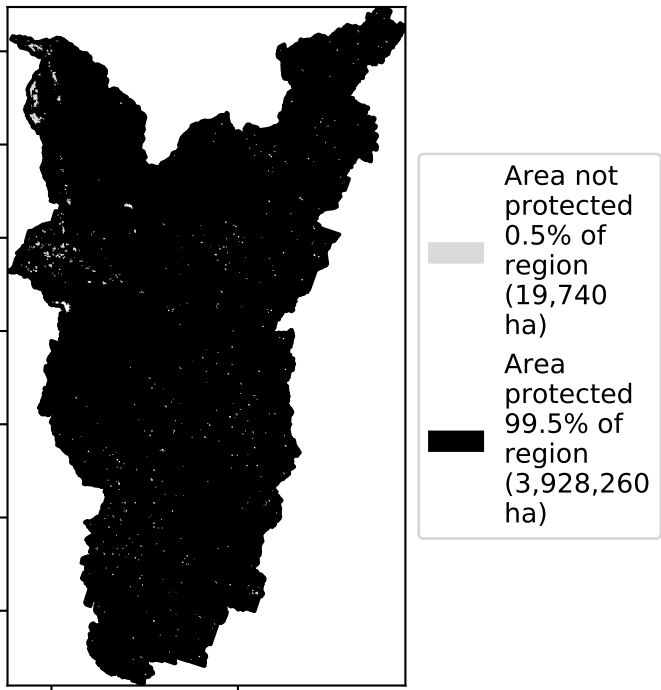 Area not
protected
0.5% of
region
(19,740
ha)
Area
protected
99.5% of
region
(3,928,260
ha)